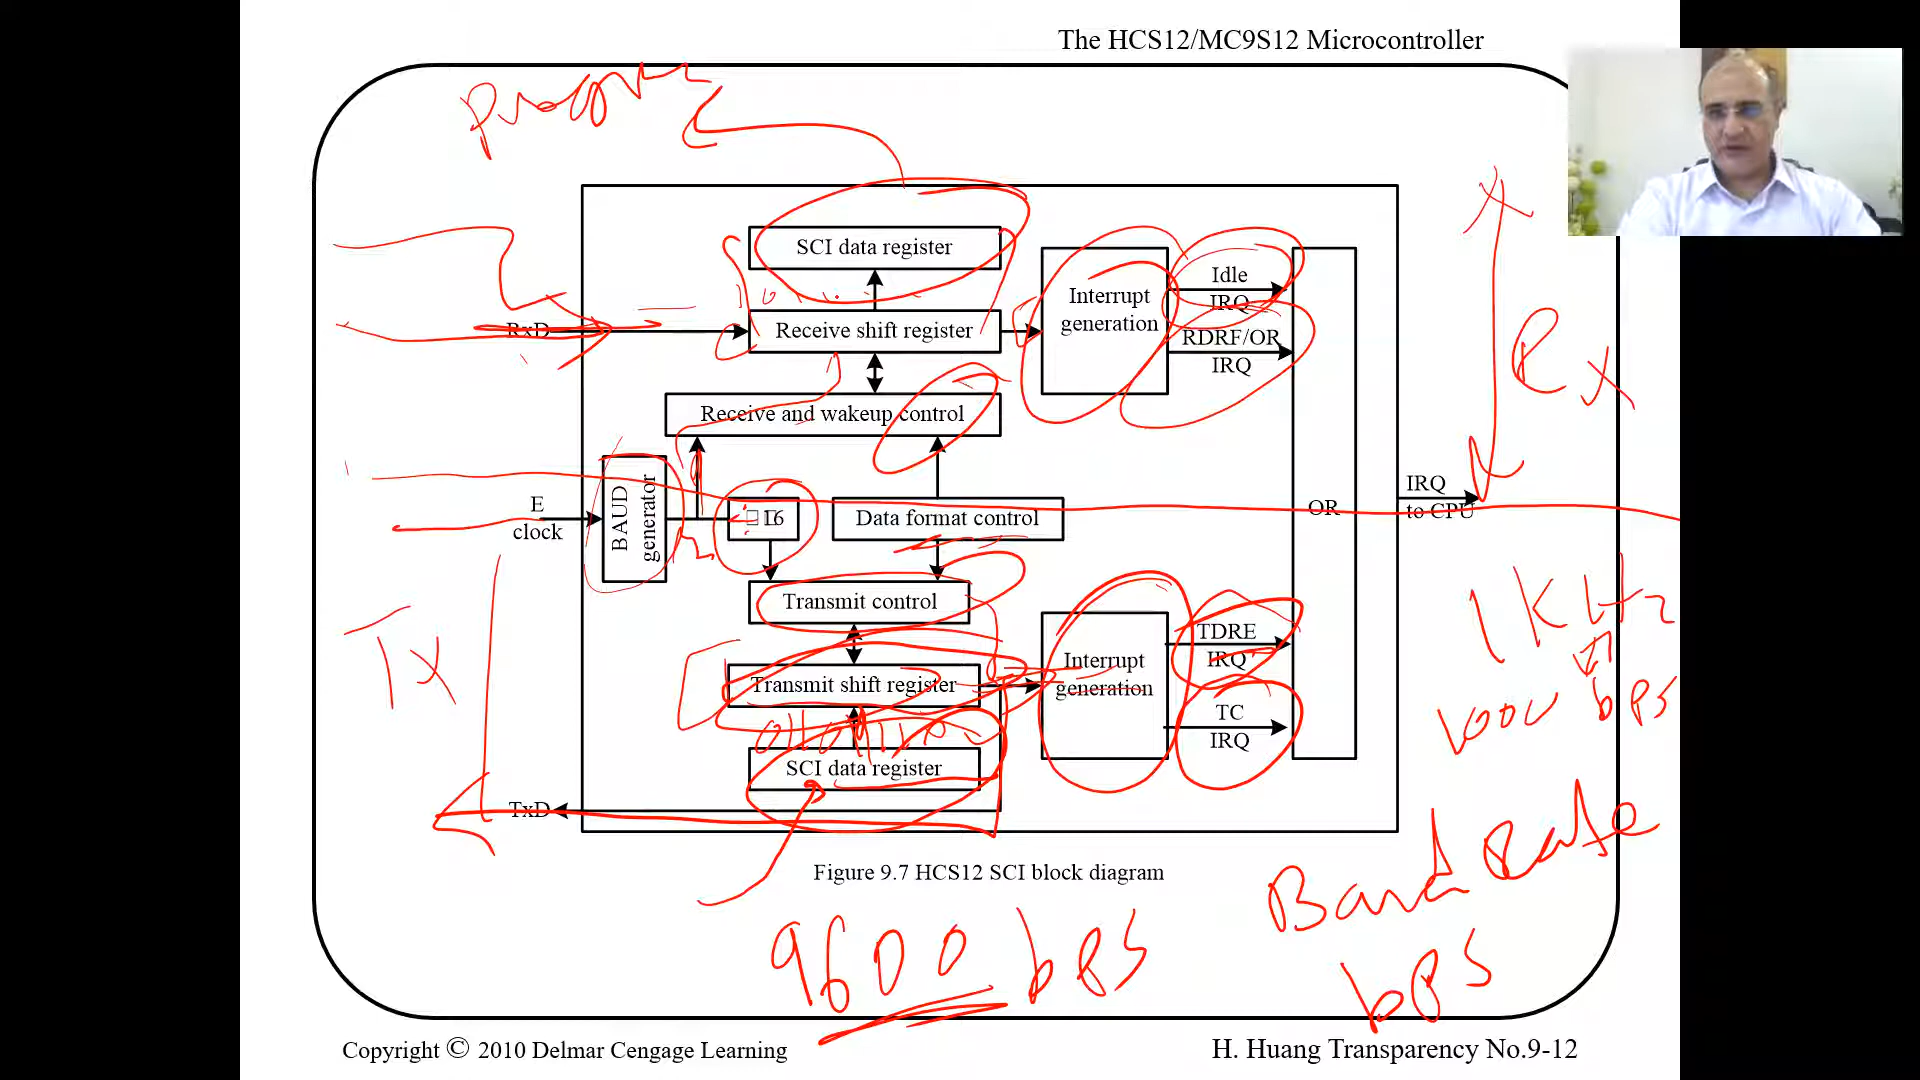 The HCS12/MC9S12 Microcontroller
SCI data register
Idle
IRQ
Interrupt
generation
RxD
Receive shift register
RDRF/OR
IRQ
Rx
Receive and wakeup control
E
clock
BAUD
generator
16
Data format control
OR
IRQ
to CPU
Transmit control
1 KHz
Tx
TDRE
IRQ
Interrupt
generation
Transmit shift register
bps
TC
IRQ
SCI data register
TxD
Figure 9.7 HCS12 SCI block diagram
Baud Rate
9600 bps
bps
Copyright © 2010 Delmar Cengage Learning
H. Huang Transparency No.9-12